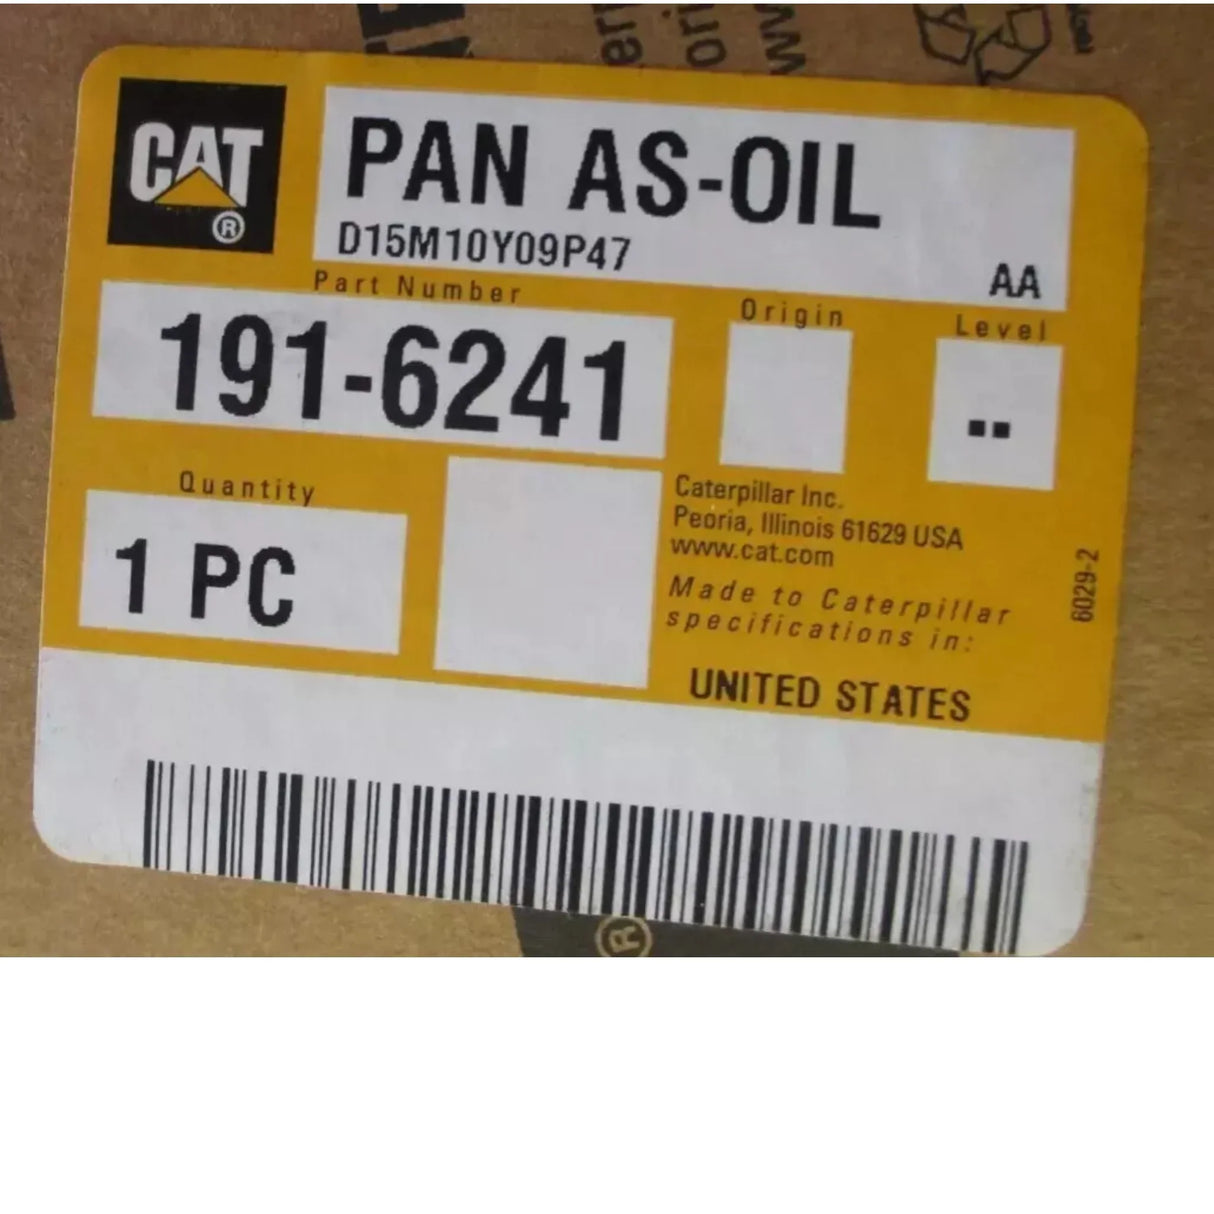 CAT
®
PAN AS-OIL
D15M10Y09P47
AA
Part Number
Origin
Level
191-6241
--
Quantity
1 PC
Caterpillar Inc.
Peoria, Illinois 61629 USA
www.cat.com
Made to Caterpillar
specifications in:
UNITED STATES
6029-2
®